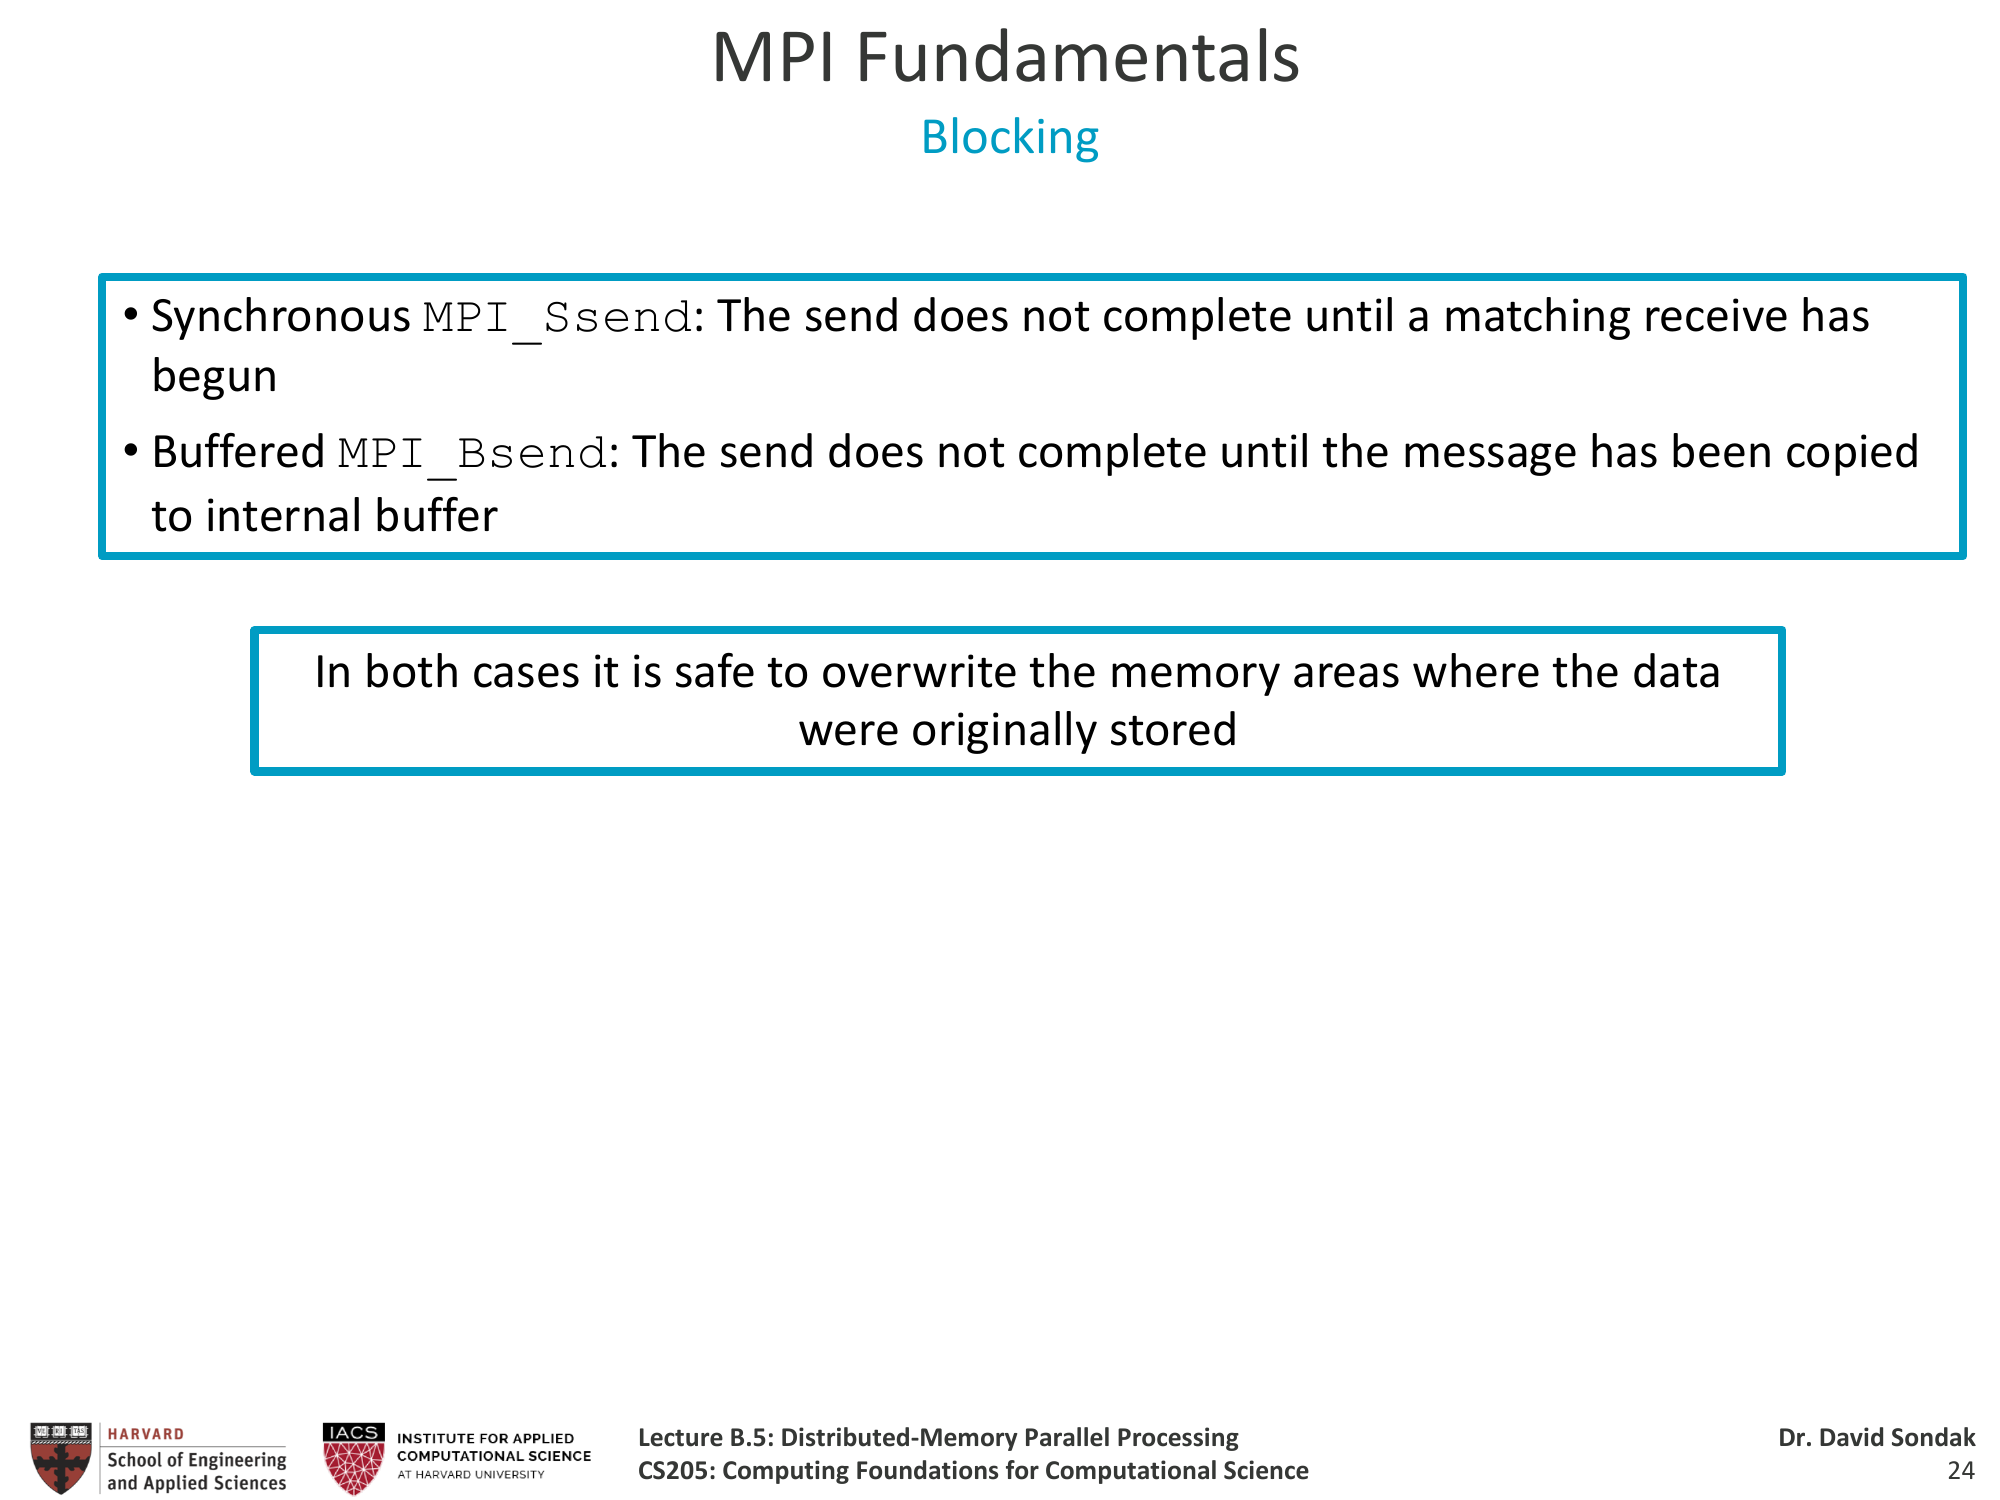 MPI Fundamentals
Blocking
• Synchronous MPI_Ssend: The send does not complete until a matching receive has
begun
• Buffered MPI_Bsend: The send does not complete until the message has been copied
to internal buffer
In both cases it is safe to overwrite the memory areas where the data
were originally stored
HARVARD
School of Engineering
and Applied Sciences
IACS
INSTITUTE FOR APPLIED
COMPUTATIONAL SCIENCE
AT HARVARD UNIVERSITY
Lecture B.5: Distributed-Memory Parallel Processing
CS205: Computing Foundations for Computational Science
Dr. David Sondak
24